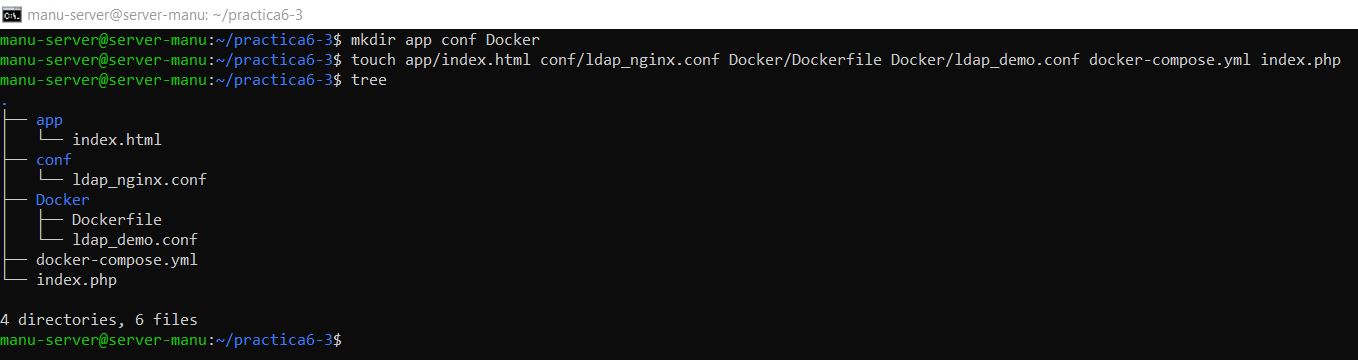 manu-server@server-manu: ~/practica6-3
manu-server@server-manu:~/practica6-3$ mkdir app conf Docker
manu-server@server-manu:~/practica6-3$ touch app/index.html conf/ldap_nginx.conf Docker/Dockerfile Docker/ldap_demo.conf docker-compose.yml index.php
manu-server@server-manu:~/practica6-3$ tree
.
├── app
│   └── index.html
├── conf
│   └── ldap_nginx.conf
├── Docker
│   ├── Dockerfile
│   └── ldap_demo.conf
├── docker-compose.yml
└── index.php
4 directories, 6 files
manu-server@server-manu:~/practica6-3$